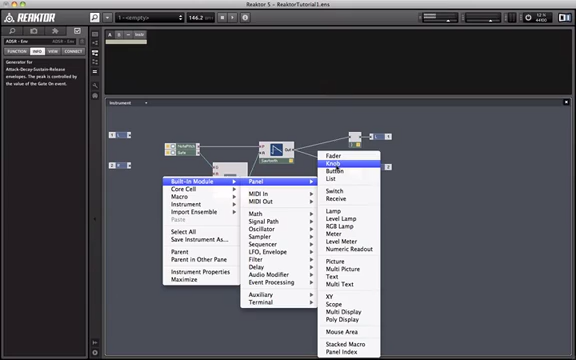 Reaktor 5 – ReaktorTutorial1.ens
REAKTOR
1 - <empty>
146.2
ADSR - Env
FUNCTION INFO VIEW CONNECT
Generator for
Attack-Decay-Sustain-Release
envelopes. The peak is controlled by
the value of the Gate On event.
A B
Instrument
L
R
NotePitch
Gate
Out
L
Built-In Module
Core Cell
Macro
Instrument
Import Ensemble
Paste
Select All
Save Instrument As...
Parent
Parent in Other Pane
Instrument Properties
Maximize
Panel
MIDI In
MIDI Out
Math
Signal Path
Oscillator
Sampler
Sequencer
LFO, Envelope
Filter
Delay
Audio Modifier
Event Processing
Auxiliary
Terminal
Fader
Knob
Button
List
Switch
Receive
Lamp
Level Lamp
RGB Lamp
Meter
Level Meter
Numeric Readout
Picture
Multi Picture
Text
Multi Text
XY
Scope
Multi Display
Poly Display
Mouse Area
Stacked Macro
Panel Index